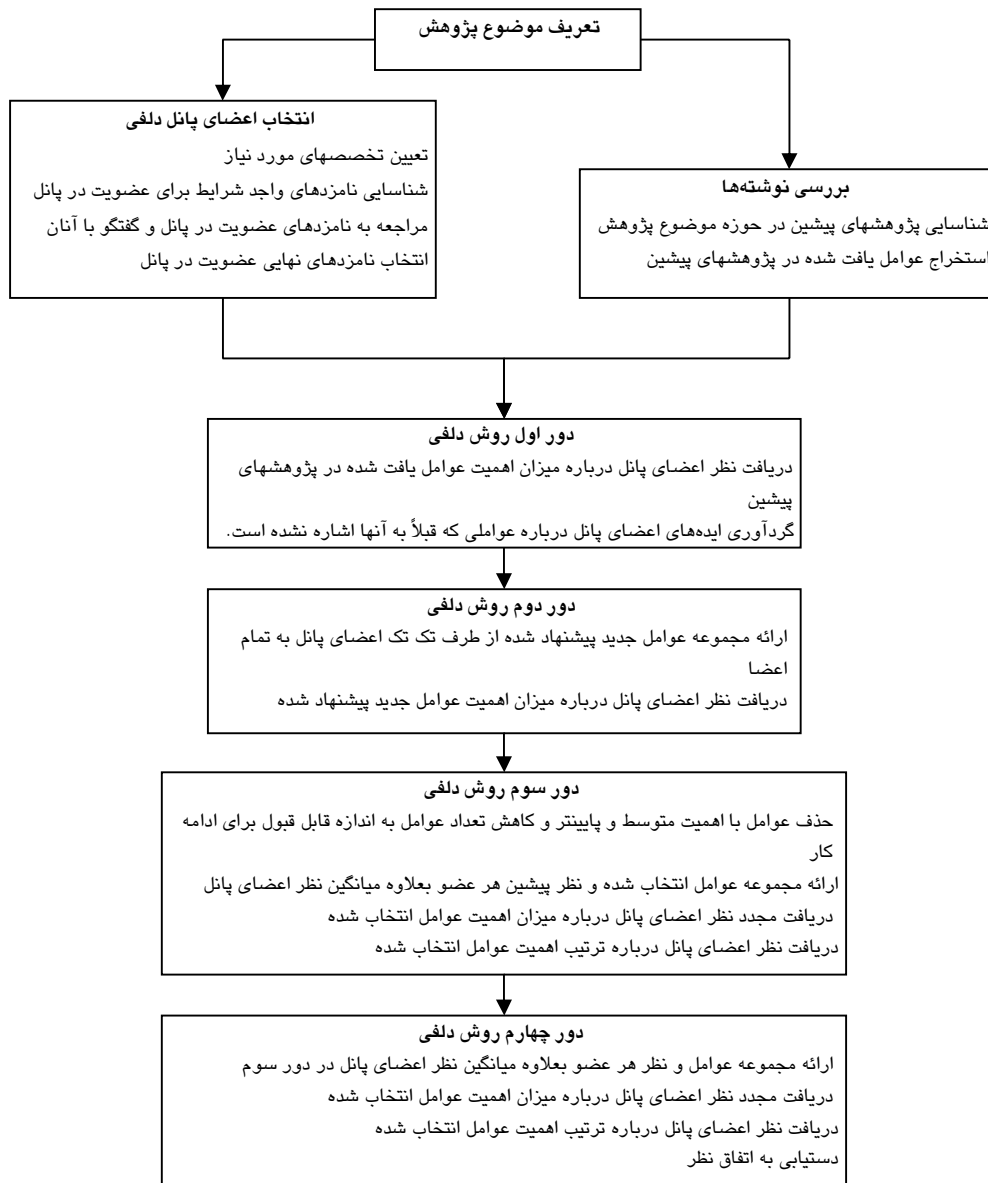 تعریف موضوع پژوهش
انتخاب اعضای پانل دلفی
تعیین تخصصهای مورد نیاز
شناسایی نامزدهای واجد شرایط برای عضویت در پانل
مراجعه به نامزدهای عضویت در پانل و گفتگو با آنان
انتخاب نامزدهای نهایی عضویت در پانل
بررسی نوشته‌ها
شناسایی پژوهشهای پیشین در حوزه موضوع پژوهش
استخراج عوامل یافت شده در پژوهشهای پیشین
دور اول روش دلفی
دریافت نظر اعضای پانل درباره میزان اهمیت عوامل یافت شده در پژوهشهای
پیشین
گردآوری ایده‌های اعضای پانل درباره عواملی که قبلاً به آنها اشاره نشده است.
دور دوم روش دلفی
ارائه مجموعه عوامل جدید پیشنهاد شده از طرف تک تک اعضای پانل به تمام
اعضا
دریافت نظر اعضای پانل درباره میزان اهمیت عوامل جدید پیشنهاد شده
دور سوم روش دلفی
حذف عوامل با اهمیت متوسط و پایینتر و کاهش تعداد عوامل به اندازه قابل قبول برای ادامه
کار
ارائه مجموعه عوامل انتخاب شده و نظر پیشین هر عضو بعلاوه میانگین نظر اعضای پانل
دریافت مجدد نظر اعضای پانل درباره میزان اهمیت عوامل انتخاب شده
دریافت نظر اعضای پانل درباره ترتیب اهمیت عوامل انتخاب شده
دور چهارم روش دلفی
ارائه مجموعه عوامل و نظر هر عضو بعلاوه میانگین نظر اعضای پانل در دور سوم
دریافت مجدد نظر اعضای پانل درباره میزان اهمیت عوامل انتخاب شده
دریافت نظر اعضای پانل درباره ترتیب اهمیت عوامل انتخاب شده
دستیابی به اتفاق نظر